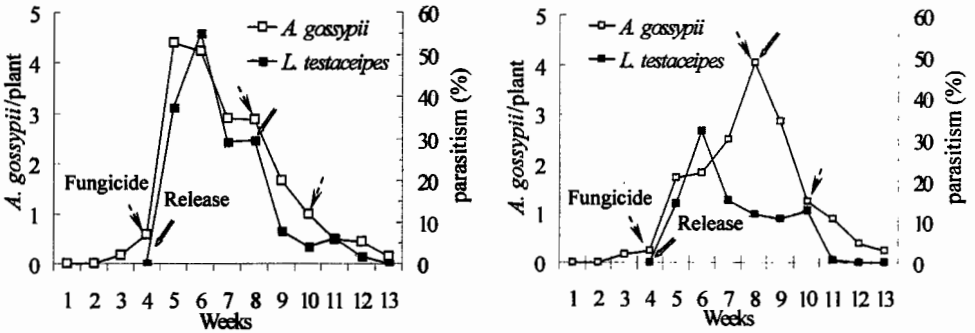 A. gossypii/plant
5
4
3
2
1
0
A. gossypii
L. testaceipes
Fungicide
Release
60
50
40
30
20
10
0
parasitism (%)
1 2 3 4 5 6 7 8 9 10 11 12 13
Weeks
A. gossypii/plant
5
4
3
2
1
0
A. gossypii
L. testaceipes
Fungicide
Release
60
50
40
30
20
10
0
parasitism (%)
1 2 3 4 5 6 7 8 9 10 11 12 13
Weeks